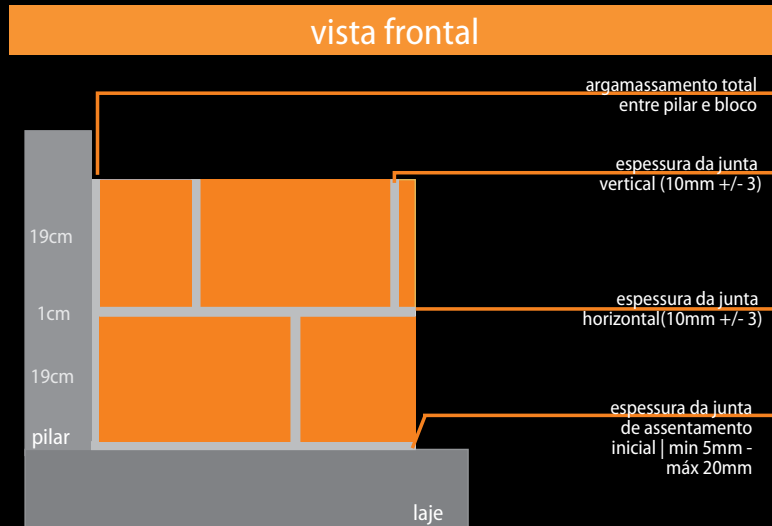 vista frontal
argamassamento total
entre pilar e bloco
espessura da junta
vertical (10mm +/- 3)
19cm
espessura da junta
1cm
horizontal(10mm +/- 3)
19cm
espessura da junta
de assentamento
inicial | min 5mm -
máx 20mm
pilar
laje